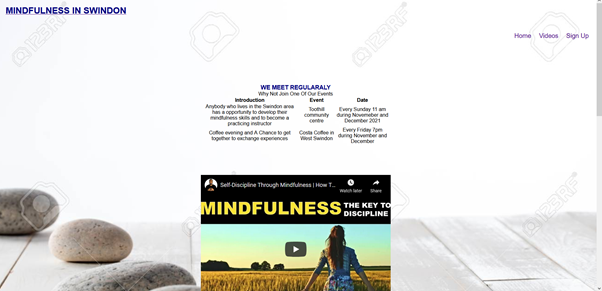 MINDFULNESS IN SWINDON
Home Videos Sign Up
WE MEET REGULARALY
Why Not Join One Of Our Events
Introduction Event Date
Anybody who lives in the Swindon area
has a opportunity to develop their
mindfulness skills and to become a
practicing instructor
Toothill
community
centre
Every Sunday 11 am
during Novemeber and
December 2021
Coffee evening and A Chance to get
together to exchange experiences
Costa Coffee in
West Swindon
Every Friday 7pm
during November and
December
Self-Discipline Through Mindfulness | How T...
Watch later
Share
MINDFULNESS
THE KEY TO
DISCIPLINE
123RF
123RF
123RF
123RF
123RF